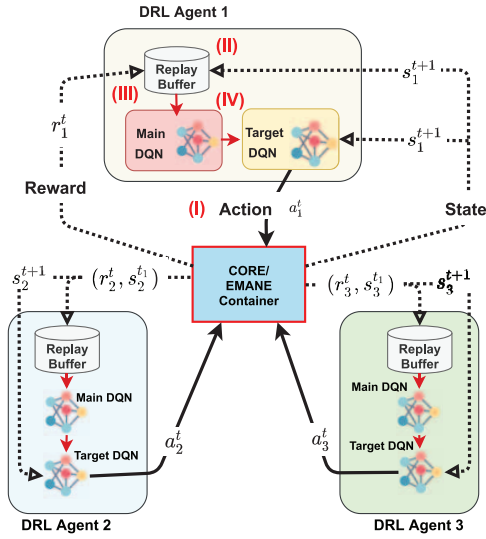 DRL Agent 1
(II)
Replay
Buffer
(III)
(IV)
Main
DQN
Target
DQN
s_1^{t+1}
s_1^{t+1}
r_1^t
Reward
(I)
Action
a_1^t
State
CORE/
EMANE
Container
s_2^{t+1}
(r_2^t, s_2^{t_1})
(r_3^t, s_3^{t_1})
s_3^{t+1}
Replay
Buffer
Main DQN
Target DQN
a_2^t
DRL Agent 2
Replay
Buffer
Main DQN
Target DQN
a_3^t
DRL Agent 3